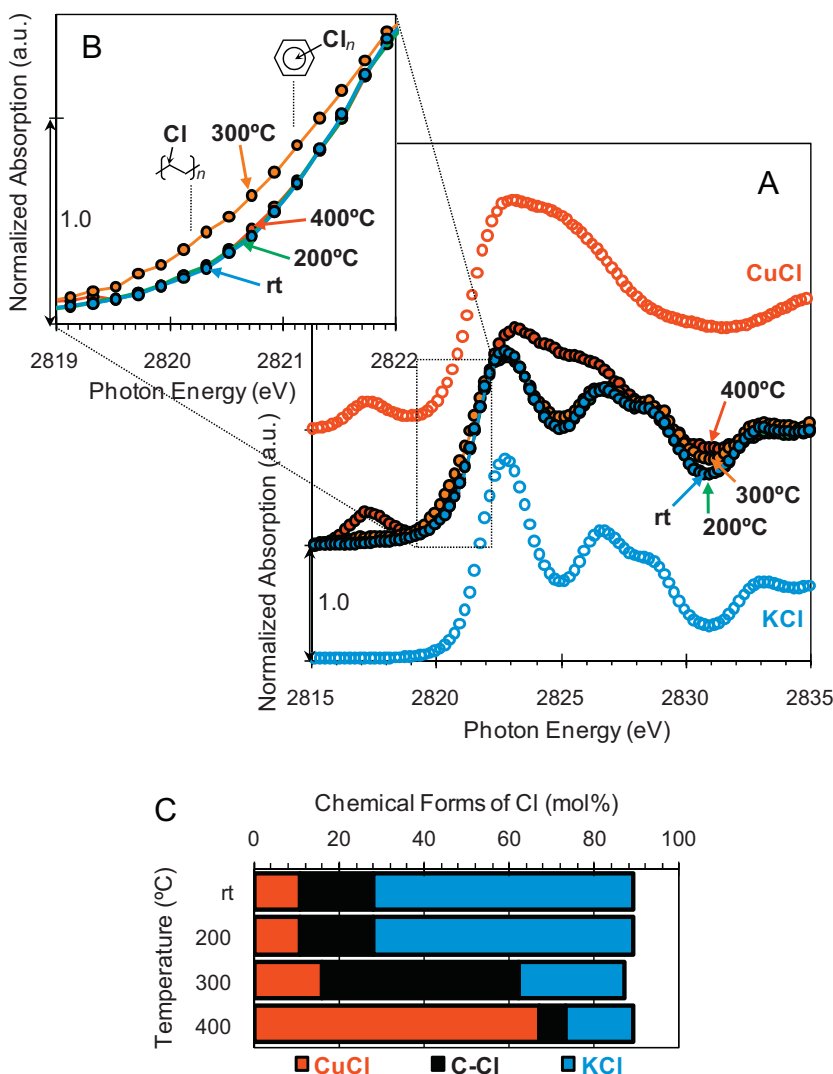 B
Normalized Absorption (a.u.)
1.0
Cl
n
Cln
300ºC
400ºC
200ºC
rt
2819
2820
2821
2822
Photon Energy (eV)
A
Normalized Absorption (a.u.)
1.0
CuCl
400ºC
300ºC
rt
200ºC
KCl
2815
2820
2825
2830
2835
Photon Energy (eV)
C
Chemical Forms of Cl (mol%)
0 20 40 60 80 100
Temperature (ºC)
rt
200
300
400
CuCl C-Cl KCl